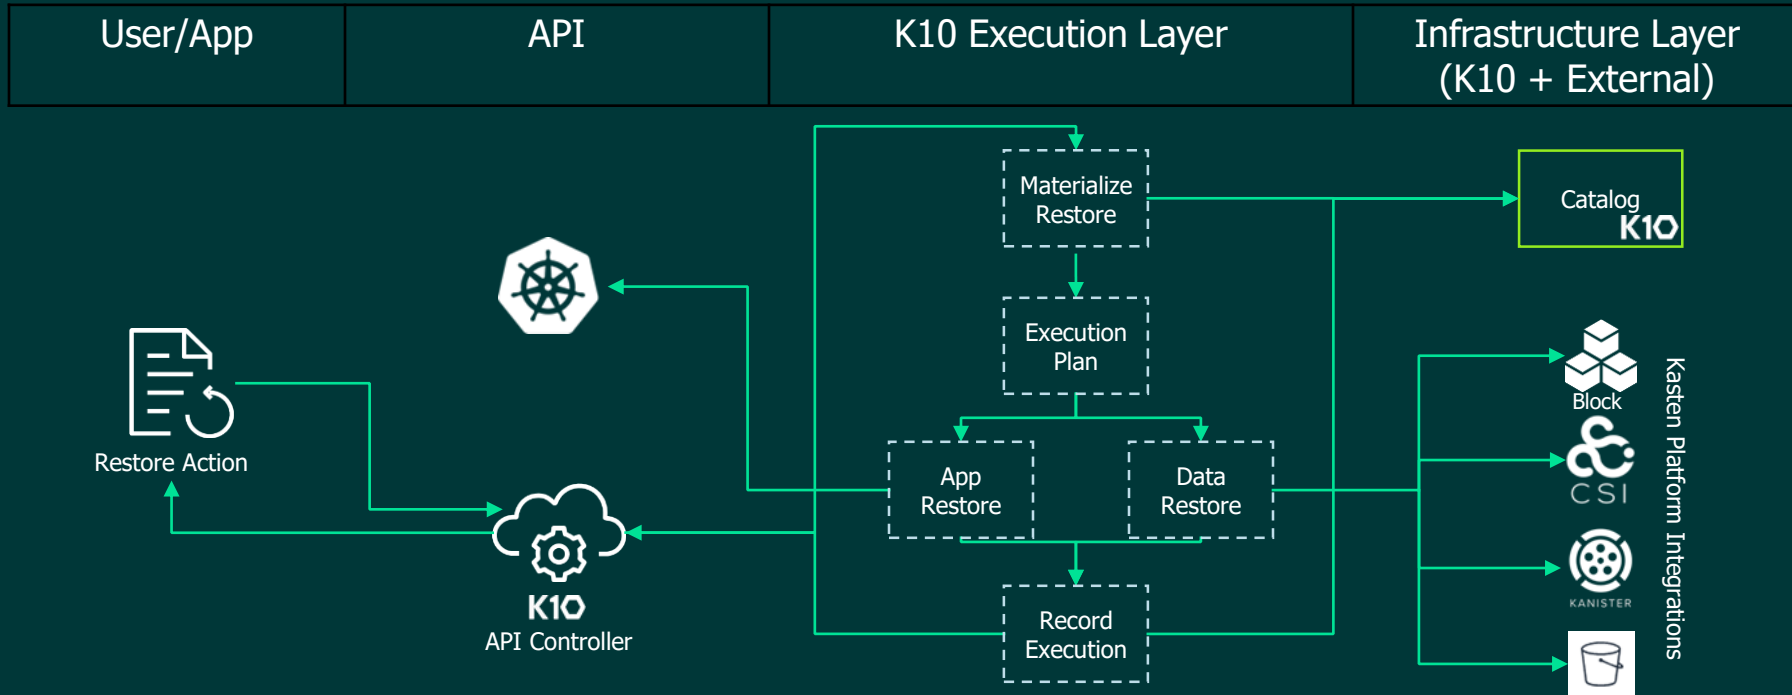 User/App
API
K10 Execution Layer
Infrastructure Layer
(K10 + External)
Materialize
Restore
Catalog
K10
Execution
Plan
Block
Restore Action
App
Restore
Data
Restore
CSI
K10
API Controller
Record
Execution
KANISTER
Kasten Platform Integrations